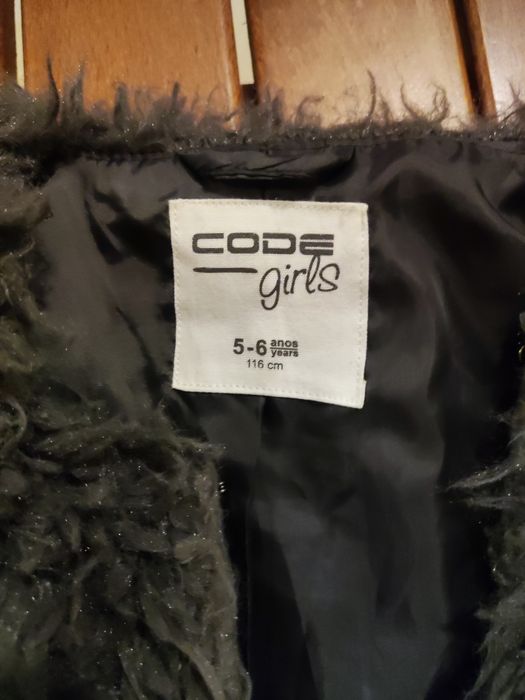 CODE
girls
5-6 anos
years
116 cm